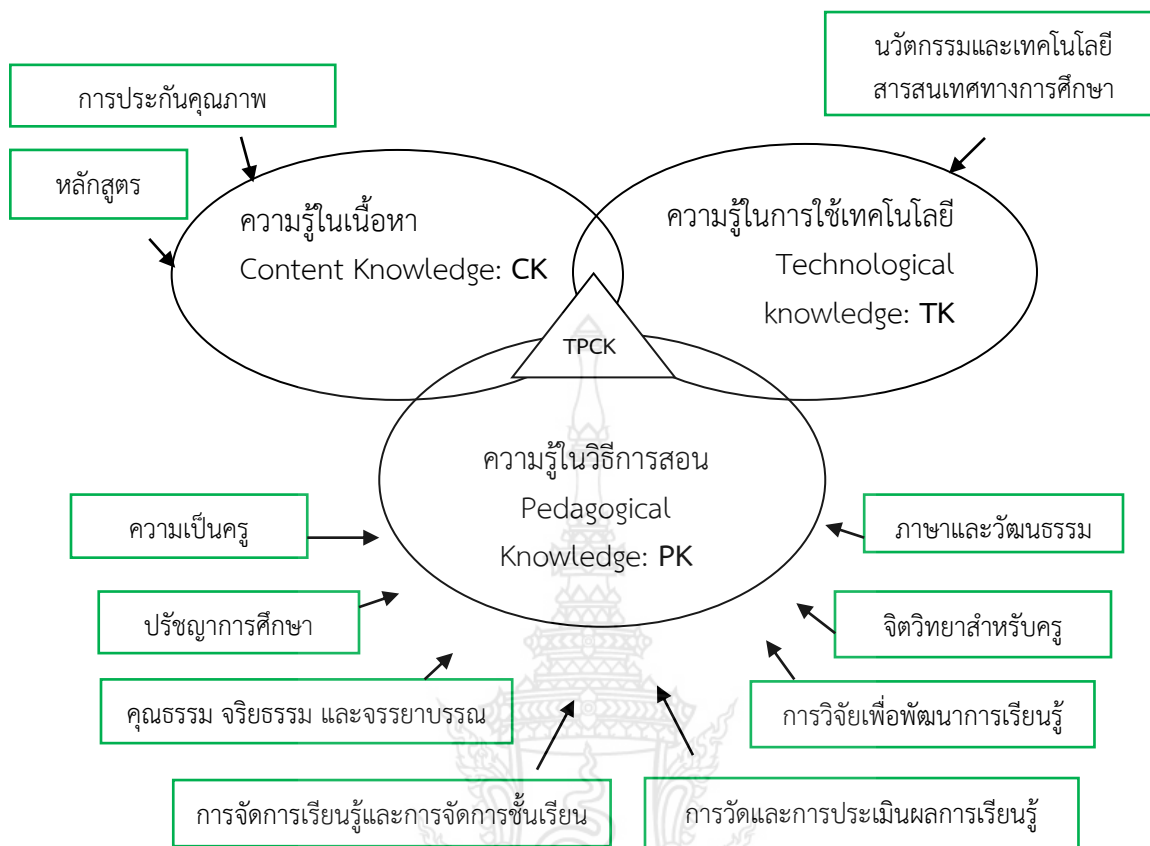 นวัตกรรมและเทคโนโลยี
สารสนเทศทางการศึกษา
การประกันคุณภาพ
หลักสูตร
ความรู้ในเนื้อหา
Content Knowledge: CK
ความรู้ในการใช้เทคโนโลยี
Technological
knowledge: TK
TPCK
ความรู้ในวิธีการสอน
Pedagogical
Knowledge: PK
ความเป็นครู
ภาษาและวัฒนธรรม
ปรัชญาการศึกษา
จิตวิทยาสำหรับครู
คุณธรรม จริยธรรม และจรรยาบรรณ
การวิจัยเพื่อพัฒนาการเรียนรู้
การจัดการเรียนรู้และการจัดการชั้นเรียน
การวัดและการประเมินผลการเรียนรู้